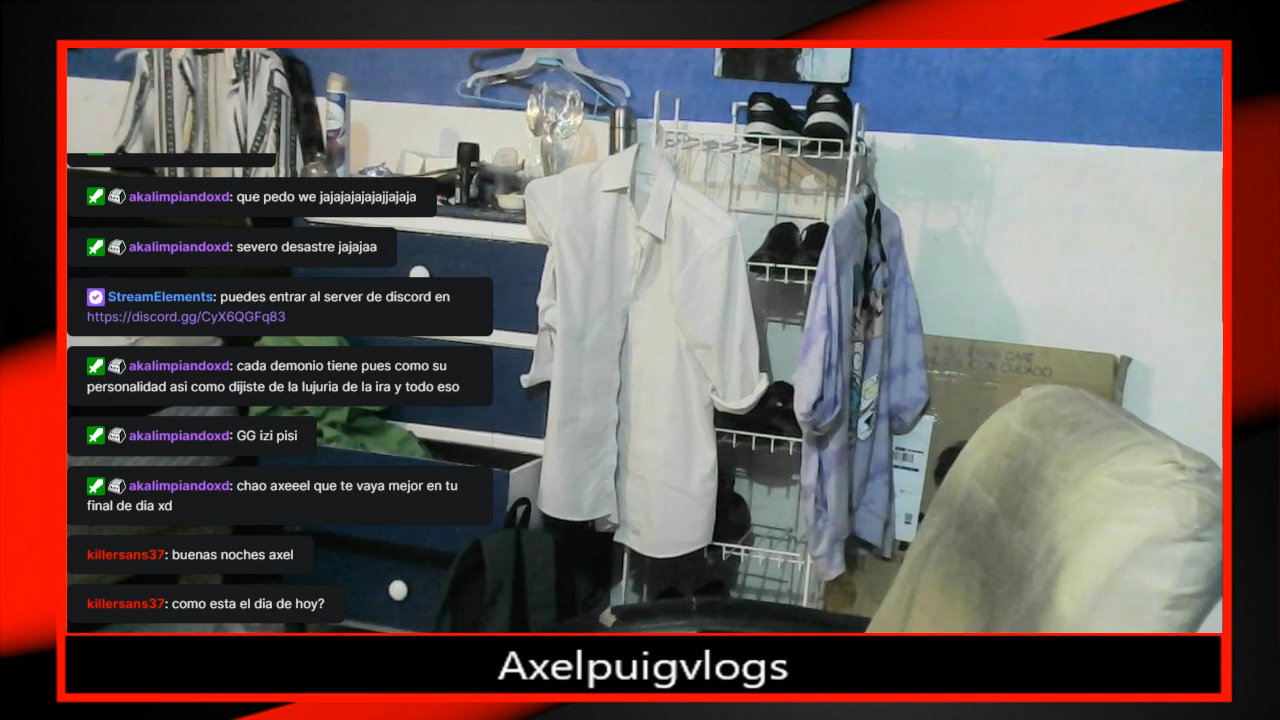 akalimpiandoxd: que pedo we jajajajajajjajaja
akalimpiandoxd: severo desastre jajajaa
StreamElements: puedes entrar al server de discord en
https://discord.gg/CyX6QGFq83
akalimpiandoxd: cada demonio tiene pues como su
personalidad asi como dijiste de la lujuria de la ira y todo eso
akalimpiandoxd: GG izi pisi
akalimpiandoxd: chao axeeel que te vaya mejor en tu
final de dia xd
killersans37: buenas noches axel
killersans37: como esta el dia de hoy?
Axelpuigvlogs